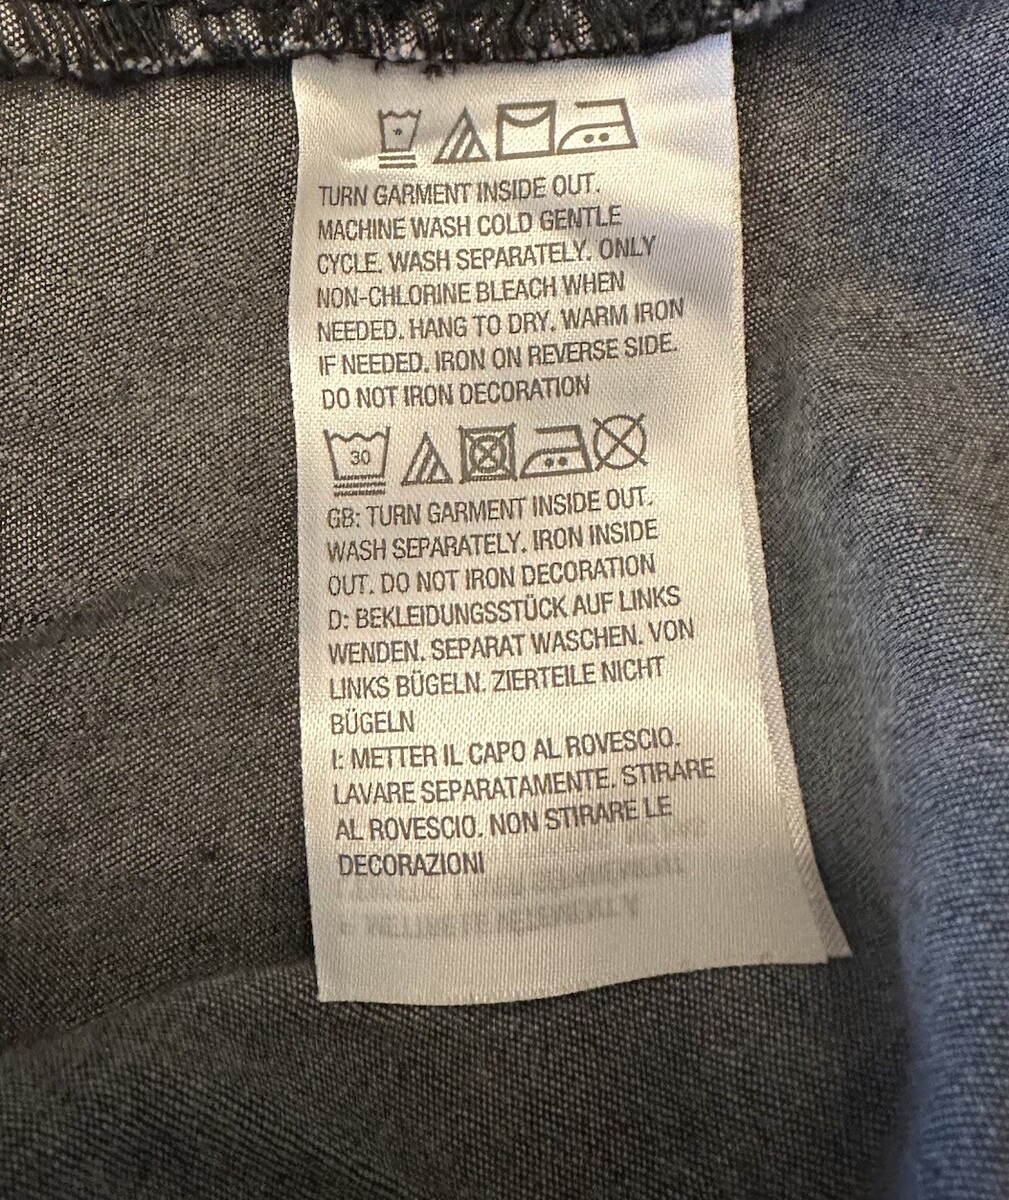 TURN GARMENT INSIDE OUT.
MACHINE WASH COLD GENTLE
CYCLE. WASH SEPARATELY. ONLY
NON-CHLORINE BLEACH WHEN
NEEDED. HANG TO DRY. WARM IRON
IF NEEDED. IRON ON REVERSE SIDE.
DO NOT IRON DECORATION
30
GB: TURN GARMENT INSIDE OUT.
WASH SEPARATELY. IRON INSIDE
OUT. DO NOT IRON DECORATION
D: BEKLEIDUNGSSTÜCK AUF LINKS
WENDEN. SEPARAT WASCHEN. VON
LINKS BÜGELN. ZIERTEILE NICHT
BÜGELN
I: METTER IL CAPO AL ROVESCIO.
LAVARE SEPARATAMENTE. STIRARE
AL ROVESCIO. NON STIRARE LE
DECORAZIONI